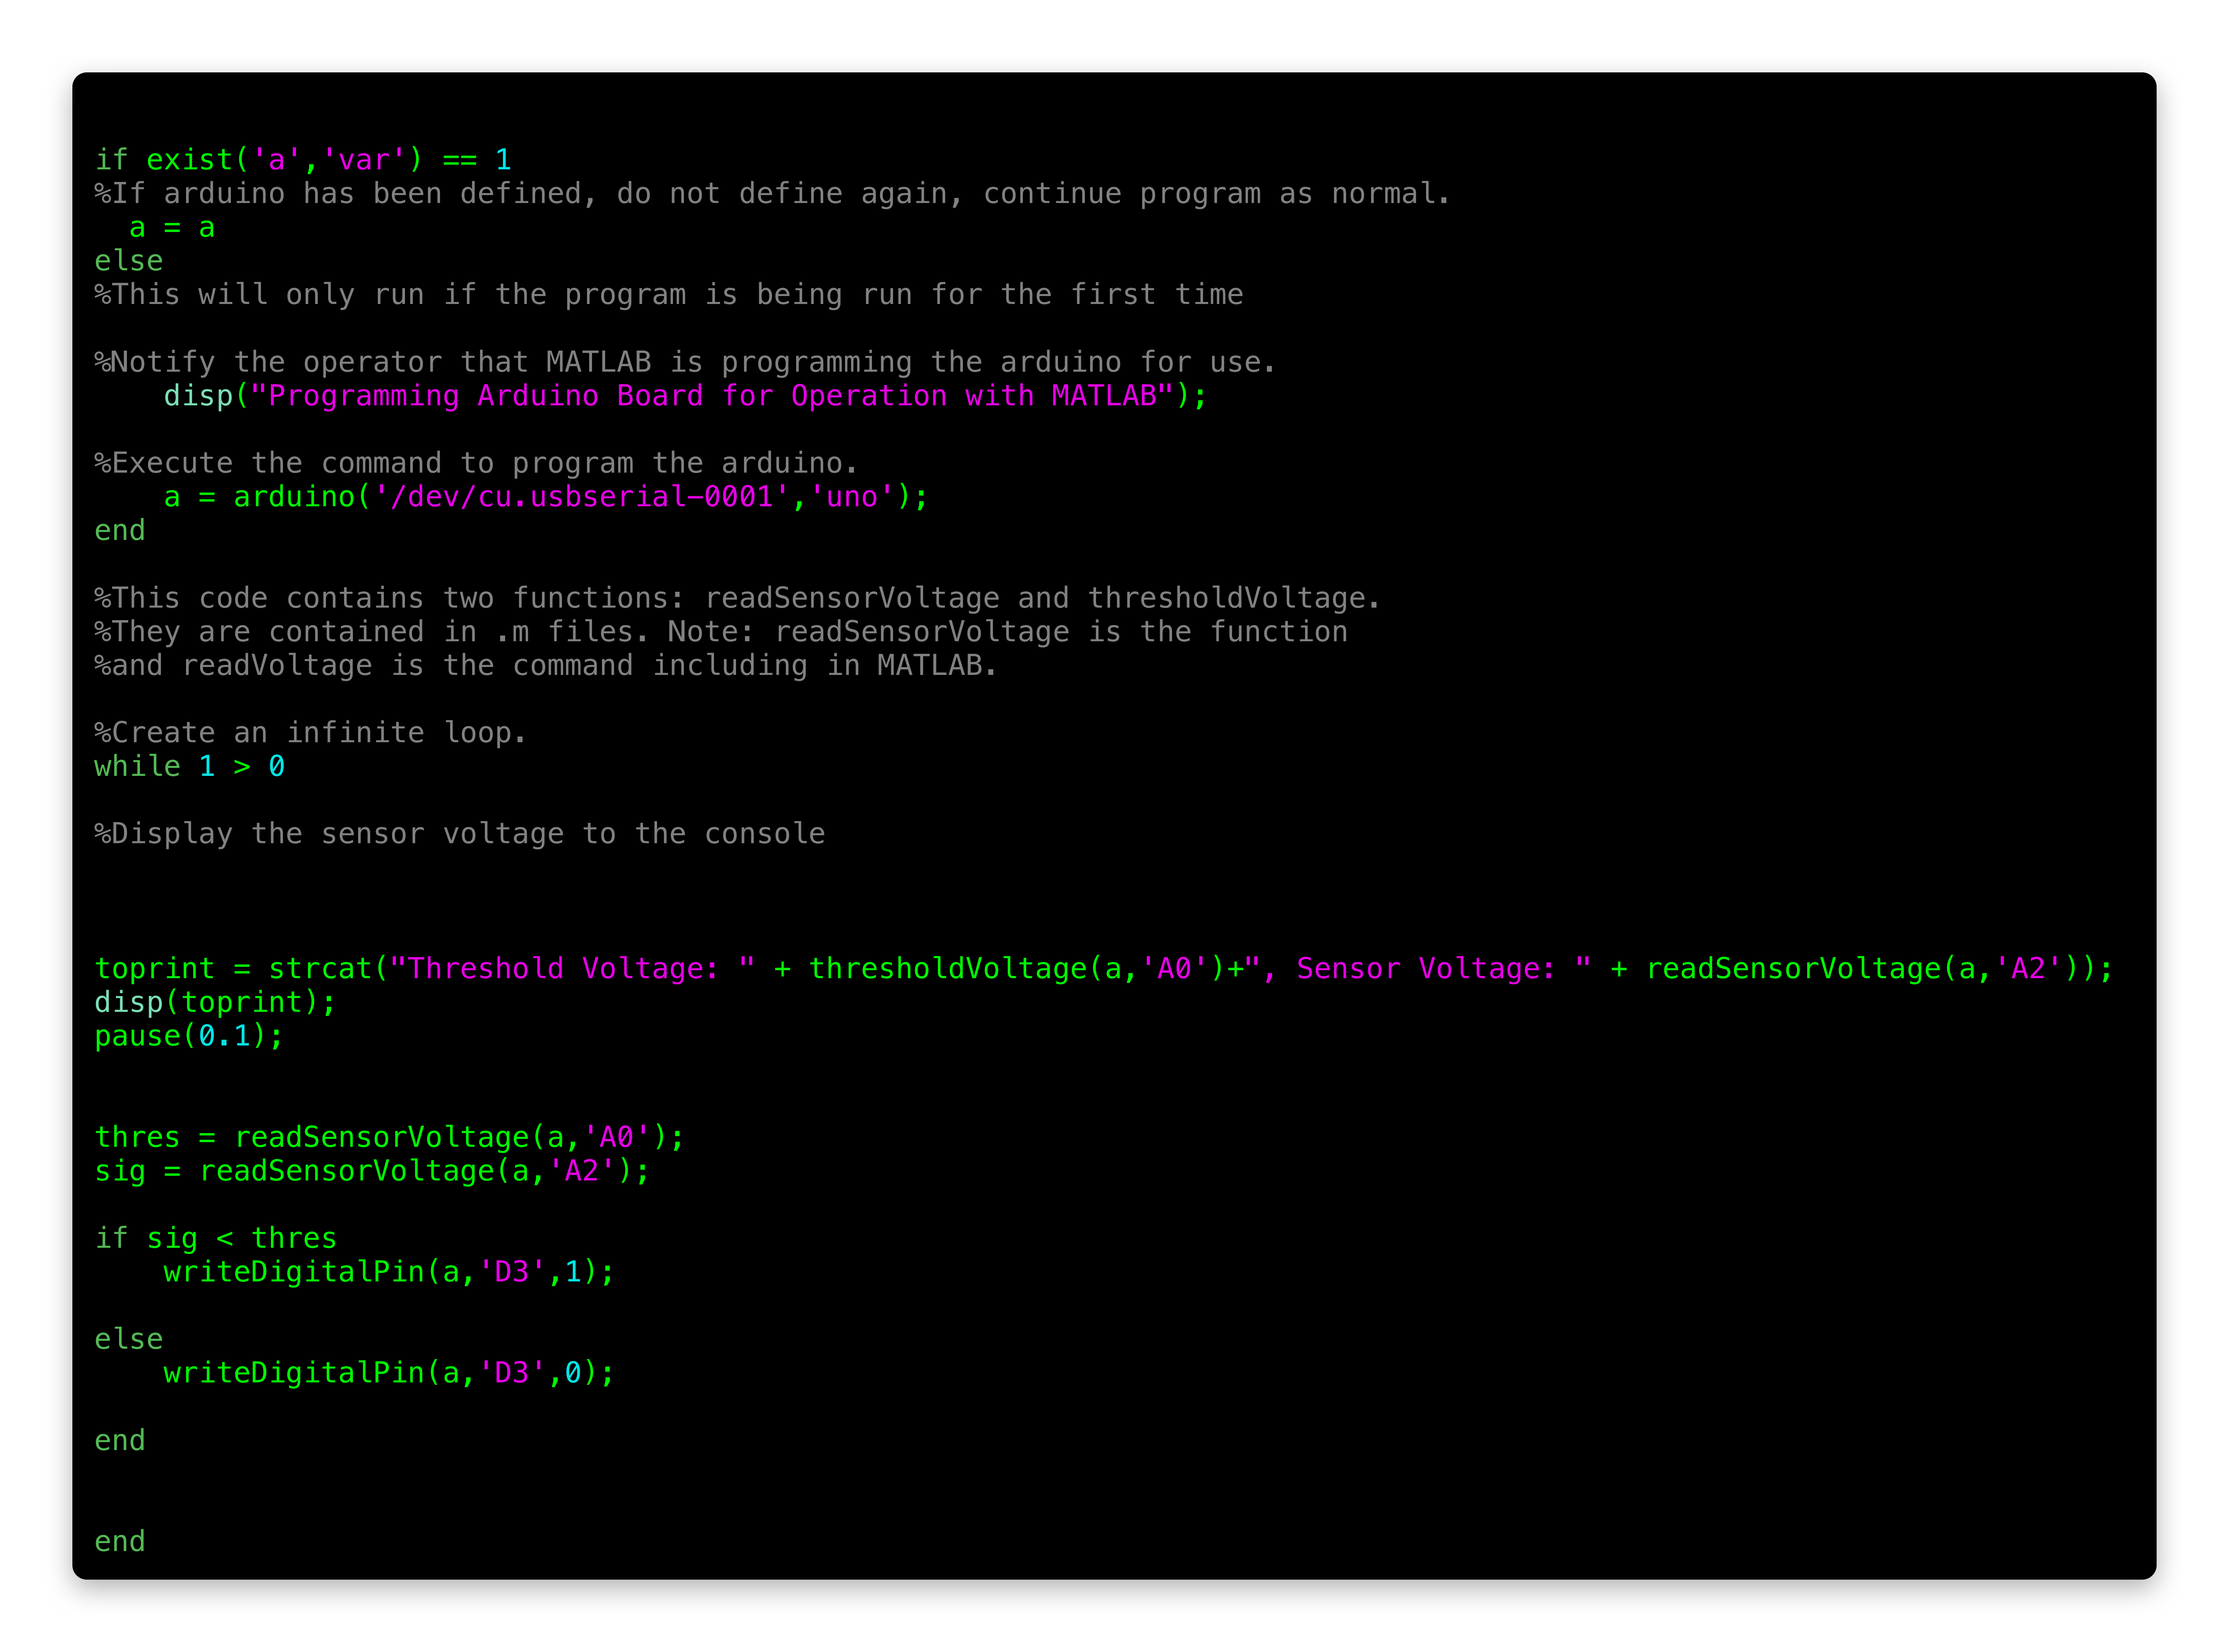 if exist('a','var') == 1
%If arduino has been defined, do not define again, continue program as normal.
  a = a
else
%This will only run if the program is being run for the first time
%Notify the operator that MATLAB is programming the arduino for use.
    disp("Programming Arduino Board for Operation with MATLAB");
%Execute the command to program the arduino.
    a = arduino('/dev/cu.usbserial-0001','uno');
end
%This code contains two functions: readSensorVoltage and thresholdVoltage.
%They are contained in .m files. Note: readSensorVoltage is the function
%and readVoltage is the command including in MATLAB.
%Create an infinite loop.
while 1 > 0
%Display the sensor voltage to the console
toprint = strcat("Threshold Voltage: " + thresholdVoltage(a,'A0')+", Sensor Voltage: " + readSensorVoltage(a,'A2'));
disp(toprint);
pause(0.1);
thres = readSensorVoltage(a,'A0');
sig = readSensorVoltage(a,'A2');
if sig < thres
    writeDigitalPin(a,'D3',1);
else
    writeDigitalPin(a,'D3',0);
end
end